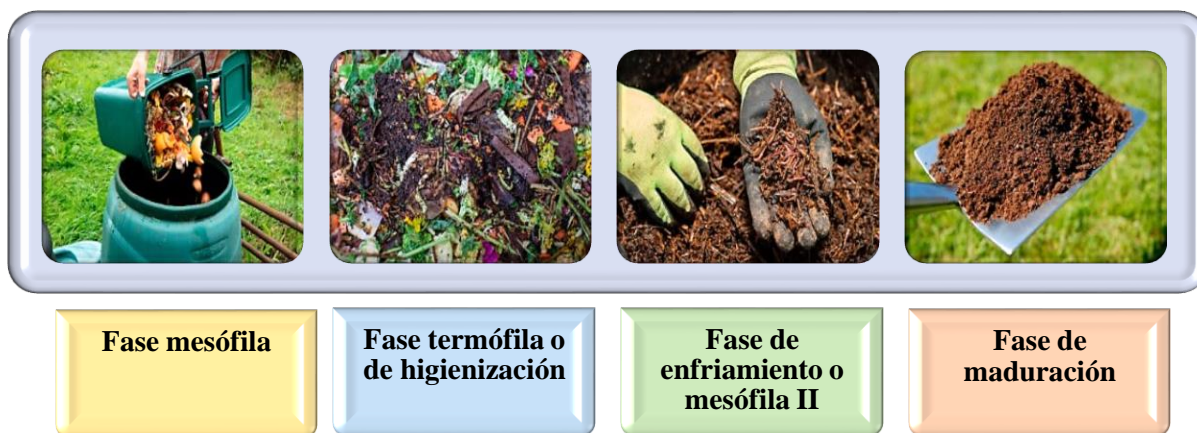 Fase mesófila
Fase termófila o
de higienización
Fase de
enfriamiento o
mesófila II
Fase de
maduración